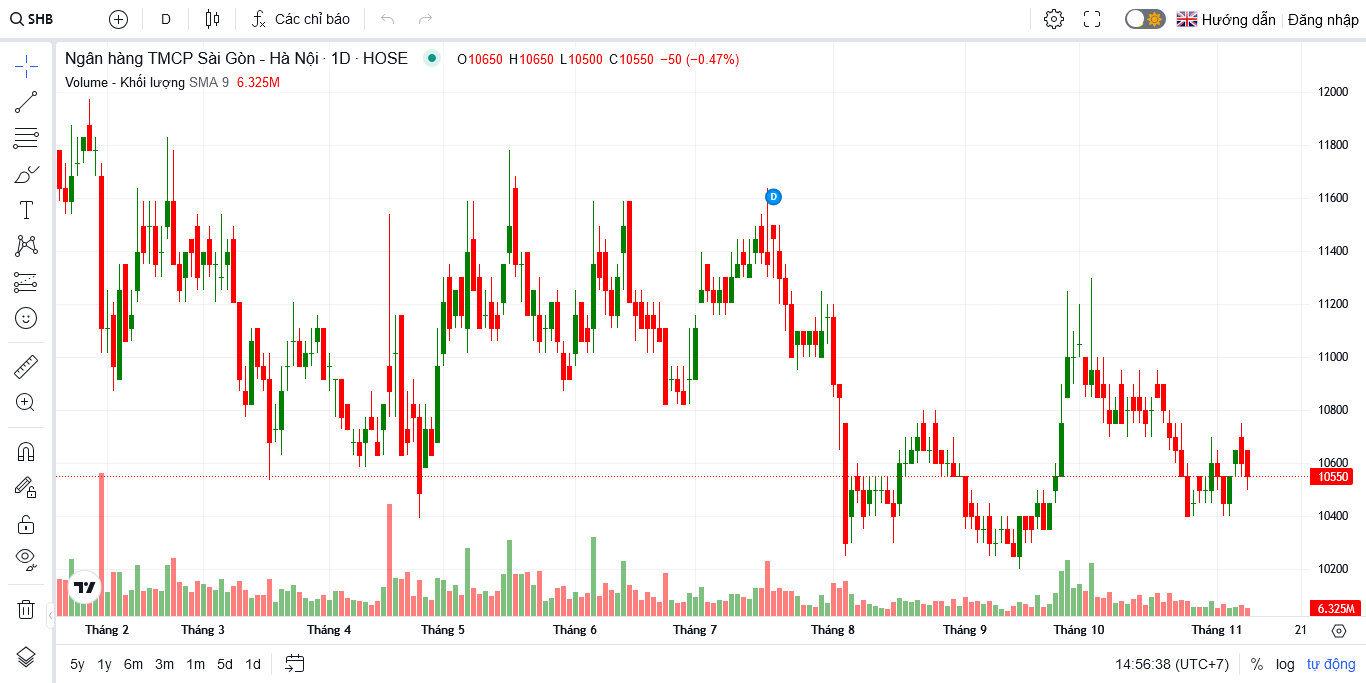 SHB D Các chỉ báo Hướng dẫn Đăng nhập
Ngân hàng TMCP Sài Gòn - Hà Nội · 1D · HOSE O10650 H10650 L10500 C10550 −50 (−0.47%)
Volume - Khối lượng SMA 9 6.325M
12000
11800
11600
D
11400
11200
11000
10800
10600
10550
10400
10200
6.325M
Tháng 2 Tháng 3 Tháng 4 Tháng 5 Tháng 6 Tháng 7 Tháng 8 Tháng 9 Tháng 10 Tháng 11 21
5y 1y 6m 3m 1m 5d 1d 14:56:38 (UTC+7) % log tự động